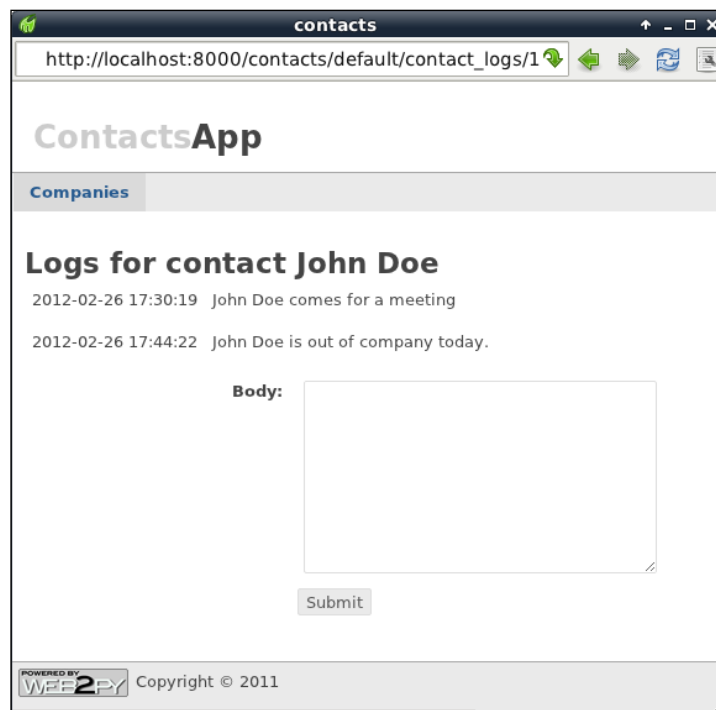 contacts
http://localhost:8000/contacts/default/contact_logs/1
ContactsApp
Companies
Logs for contact John Doe
2012-02-26 17:30:19 John Doe comes for a meeting
2012-02-26 17:44:22 John Doe is out of company today.
Body:
Submit
POWERED BY
WEB2PY Copyright © 2011